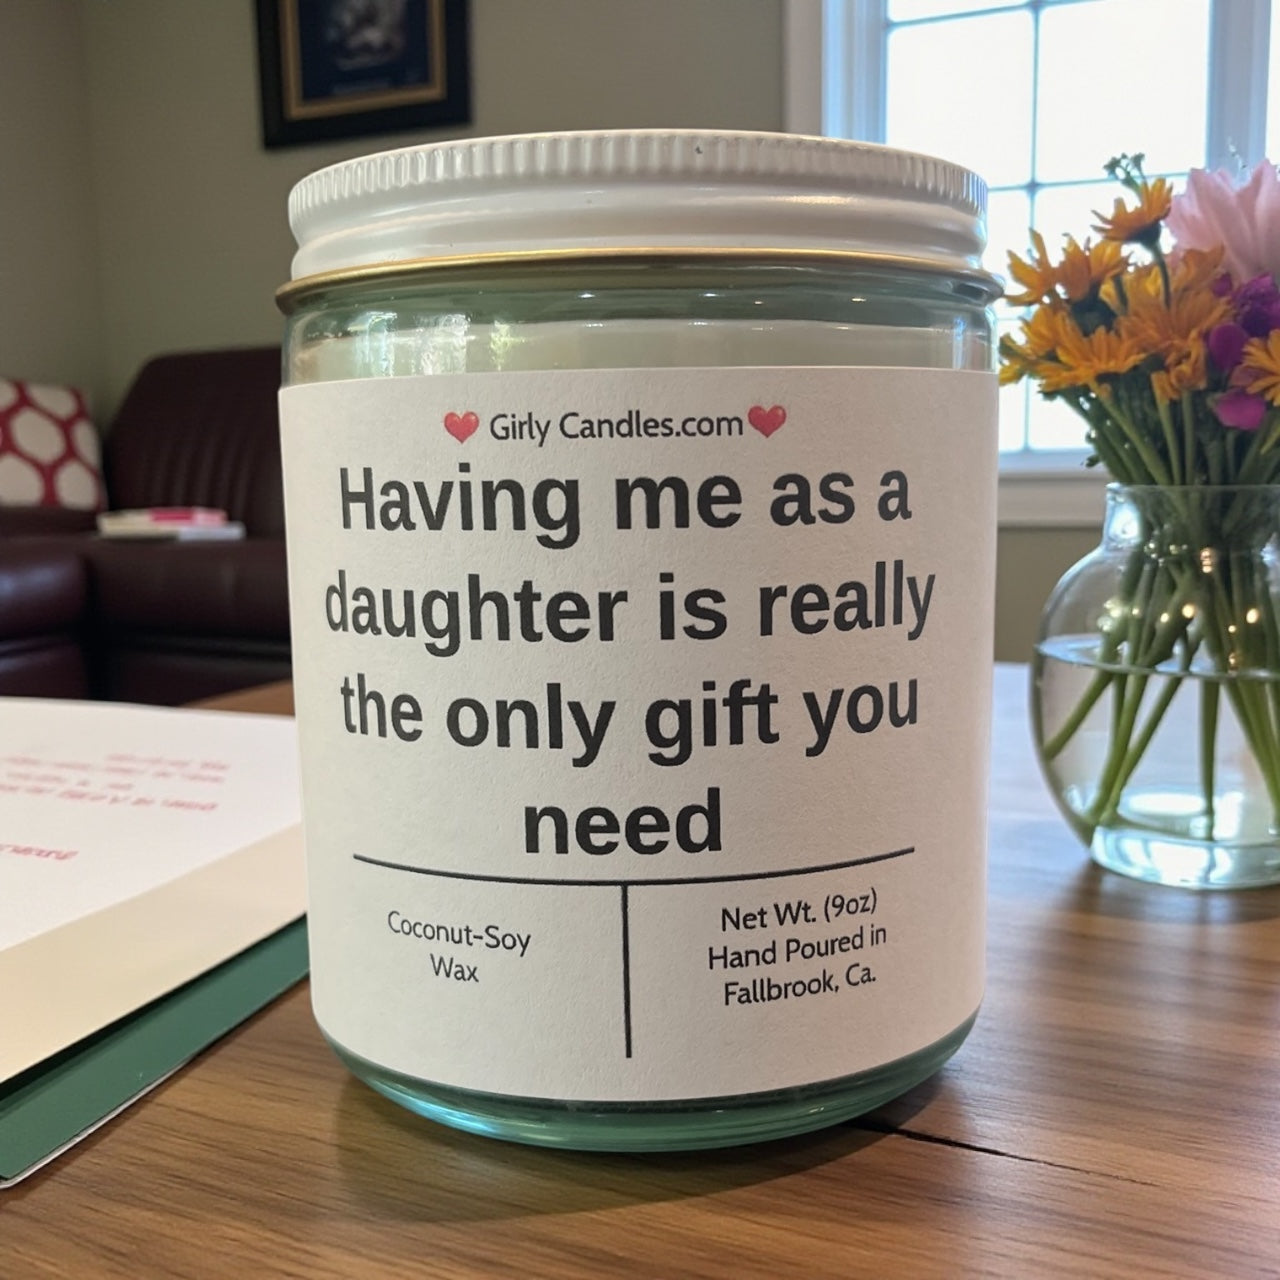 Girly Candles.com
Having me as a
daughter is really
the only gift you
need
Coconut-Soy
Wax
Net Wt. (9oz)
Hand Poured in
Fallbrook, Ca.